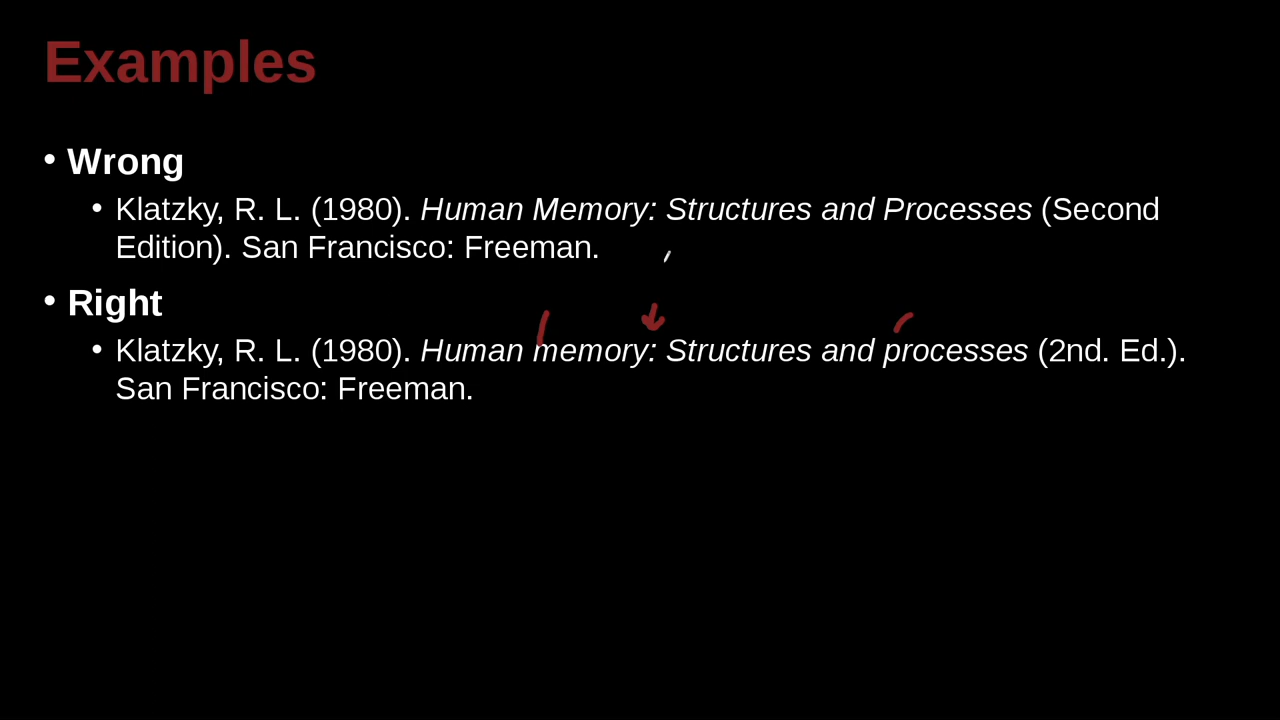 Examples
• Wrong
• Klatzky, R. L. (1980). Human Memory: Structures and Processes (Second
Edition). San Francisco: Freeman.
• Right
• Klatzky, R. L. (1980). Human memory: Structures and processes (2nd. Ed.).
San Francisco: Freeman.